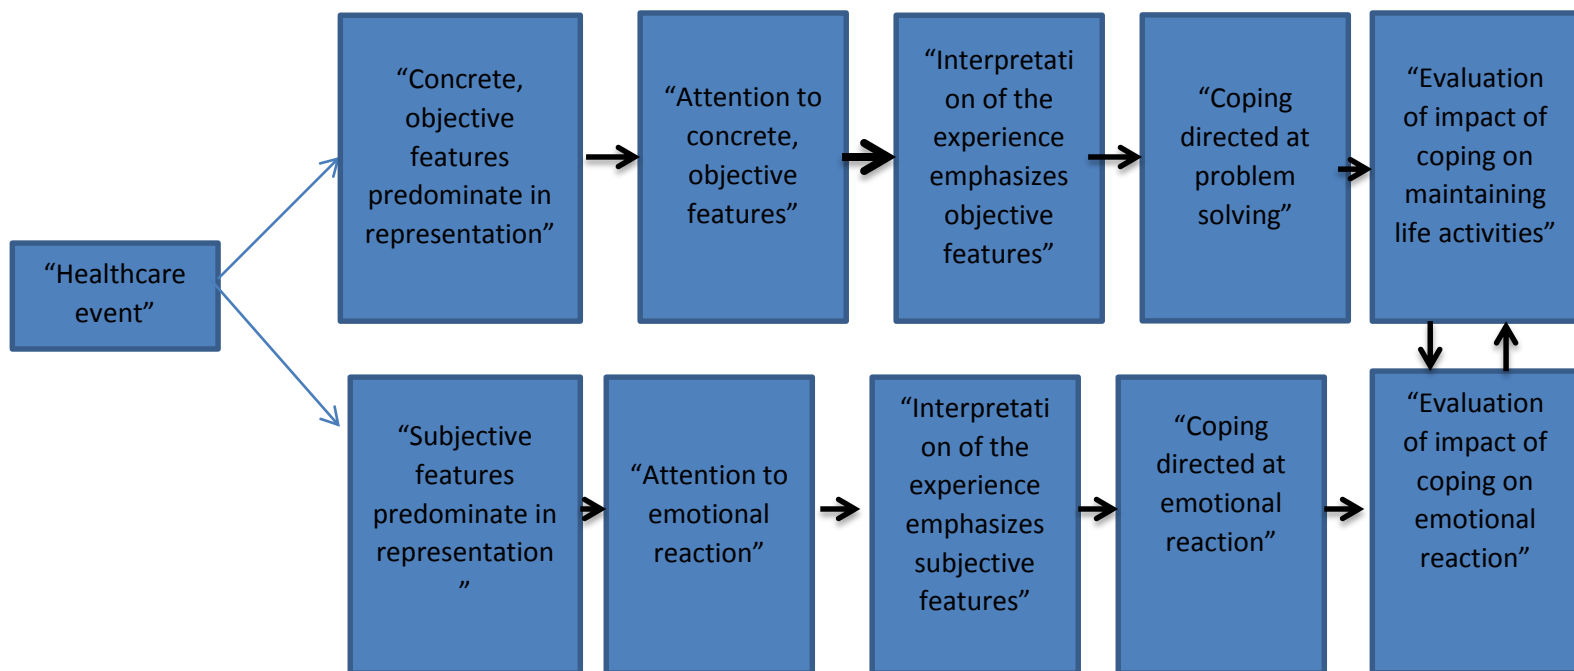 “Healthcare
event”
“Concrete,
objective
features
predominate in
representation”
“Attention to
concrete,
objective
features”
“Interpretati
on of the
experience
emphasizes
objective
features”
“Coping
directed at
problem
solving”
“Evaluation
of impact of
coping on
maintaining
life activities”
“Subjective
features
predominate in
representation
”
“Attention to
emotional
reaction”
“Interpretati
on of the
experience
emphasizes
subjective
features”
“Coping
directed at
emotional
reaction”
“Evaluation
of impact of
coping on
emotional
reaction”